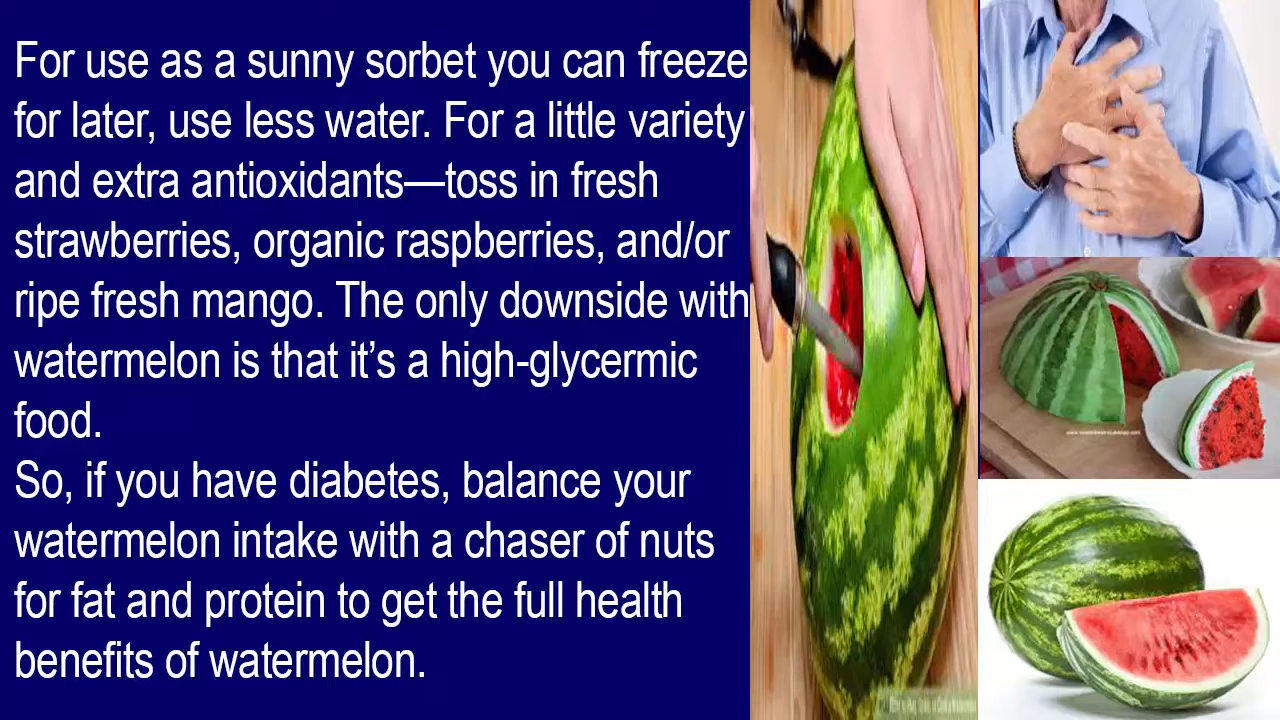 For use as a sunny sorbet you can freeze
for later, use less water. For a little variety
and extra antioxidants—toss in fresh
strawberries, organic raspberries, and/or
ripe fresh mango. The only downside with
watermelon is that it’s a high-glycermic
food.
So, if you have diabetes, balance your
watermelon intake with a chaser of nuts
for fat and protein to get the full health
benefits of watermelon.